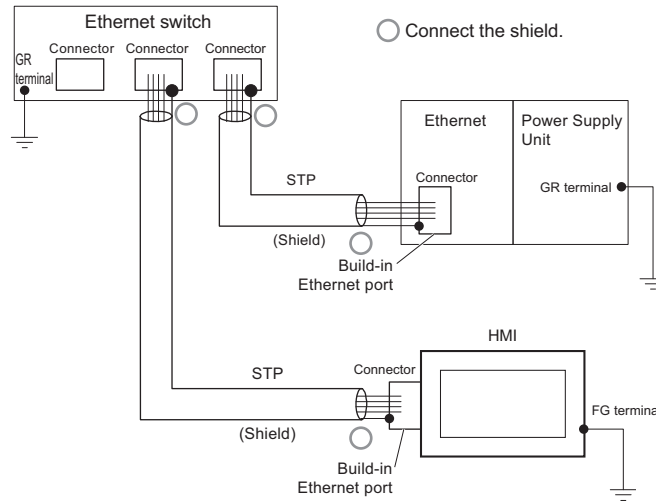 Ethernet switch
Connect the shield.
GR
terminal
Connector
Connector
Connector
Ethernet
Power Supply
Unit
Connector
GR terminal
STP
(Shield)
Build-in
Ethernet port
HMI
Connector
STP
FG terminal
(Shield)
Build-in
Ethernet port